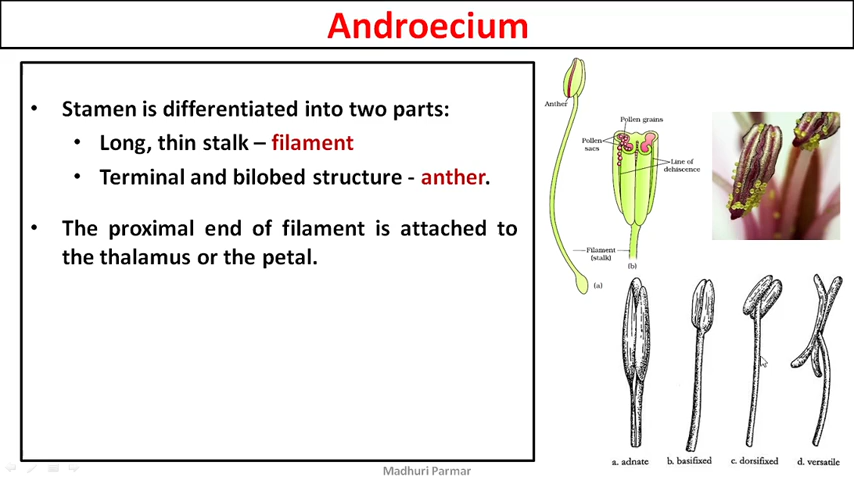 Androecium
• Stamen is differentiated into two parts:
• Long, thin stalk – filament
• Terminal and bilobed structure - anther.
• The proximal end of filament is attached to
the thalamus or the petal.
Anther
Pollen grains
Pollen
sacs
Line of
dehiscence
Filament
(stalk)
(b)
(a)
a. adnate
b. basifixed
c. dorsifixed
d. versatile
Madhuri Parmar